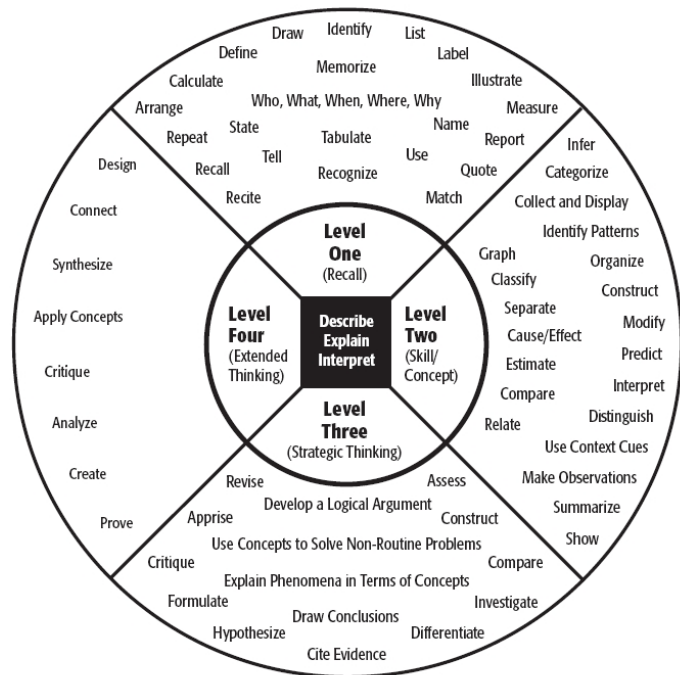 Draw
Identify
List
Define
Label
Memorize
Calculate
Illustrate
Who, What, When, Where, Why
Arrange
Measure
State
Name
Repeat
Tabulate
Report
Tell
Use
Recall
Recognize
Quote
Recite
Match
Level
One
(Recall)
Infer
Categorize
Collect and Display
Identify Patterns
Graph
Organize
Classify
Construct
Separate
Modify
Cause/Effect
Predict
Estimate
Interpret
Compare
Distinguish
Relate
Use Context Cues
Make Observations
Summarize
Show
Level
Two
(Skill/
Concept)
Describe
Explain
Interpret
Level
Three
(Strategic Thinking)
Revise
Assess
Develop a Logical Argument
Apprise
Construct
Use Concepts to Solve Non-Routine Problems
Critique
Compare
Explain Phenomena in Terms of Concepts
Formulate
Investigate
Draw Conclusions
Hypothesize
Differentiate
Cite Evidence
Level
Four
(Extended
Thinking)
Design
Connect
Synthesize
Apply Concepts
Critique
Analyze
Create
Prove